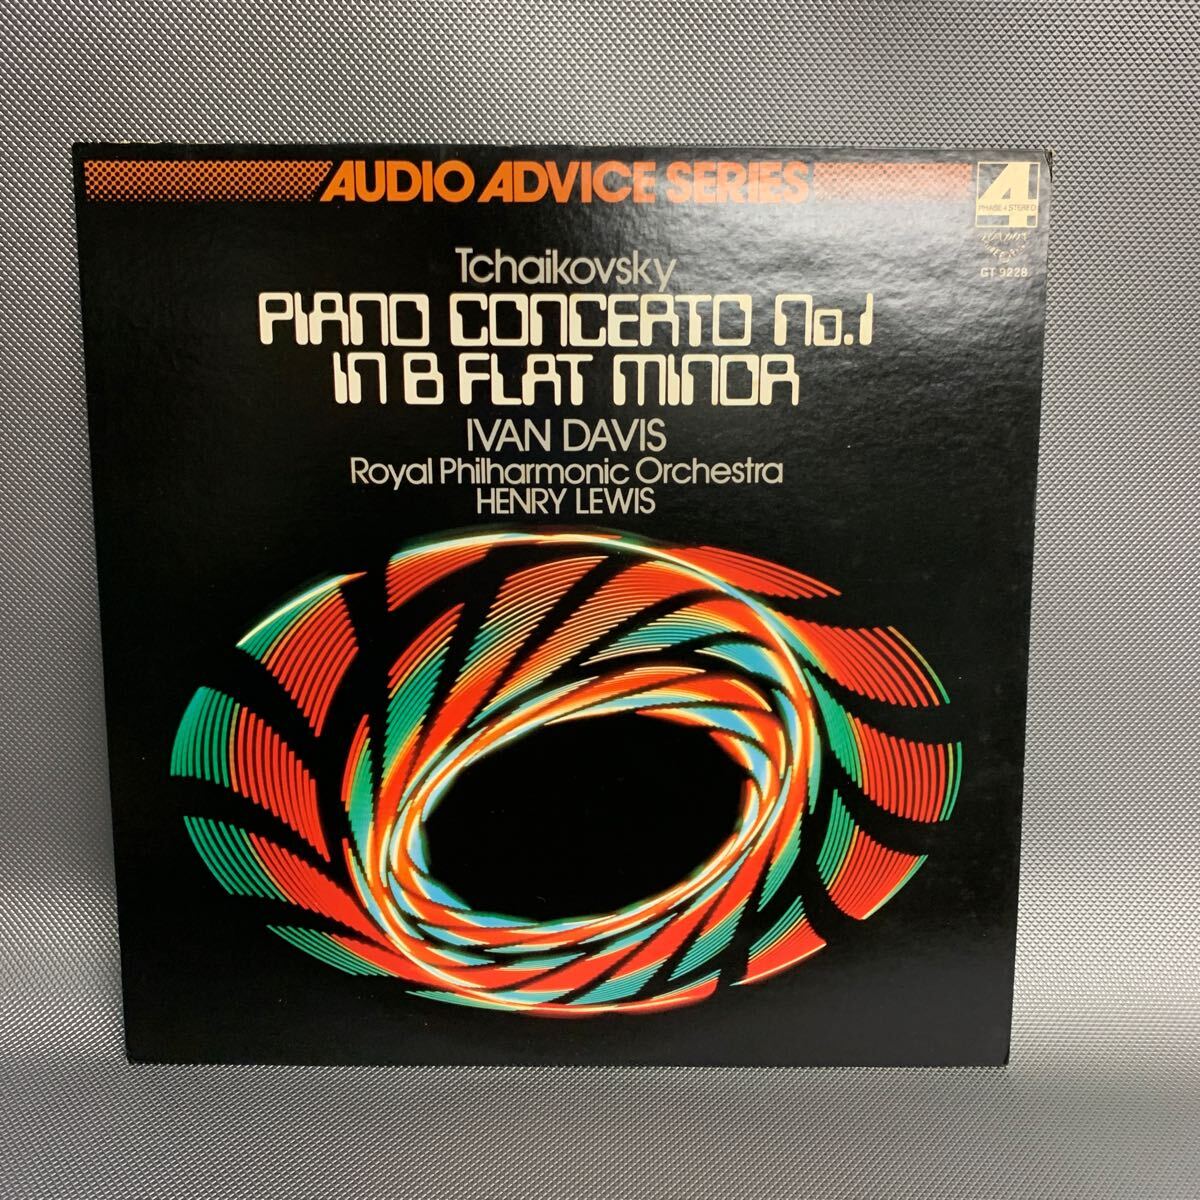 AUDIO ADVICE SERIES
4
PHASE 4 STEREO
LONDON
GT 9228
Tchaikovsky
PIANO CONCERTO No.1
IN B FLAT MINOR
IVAN DAVIS
Royal Philharmonic Orchestra
HENRY LEWIS